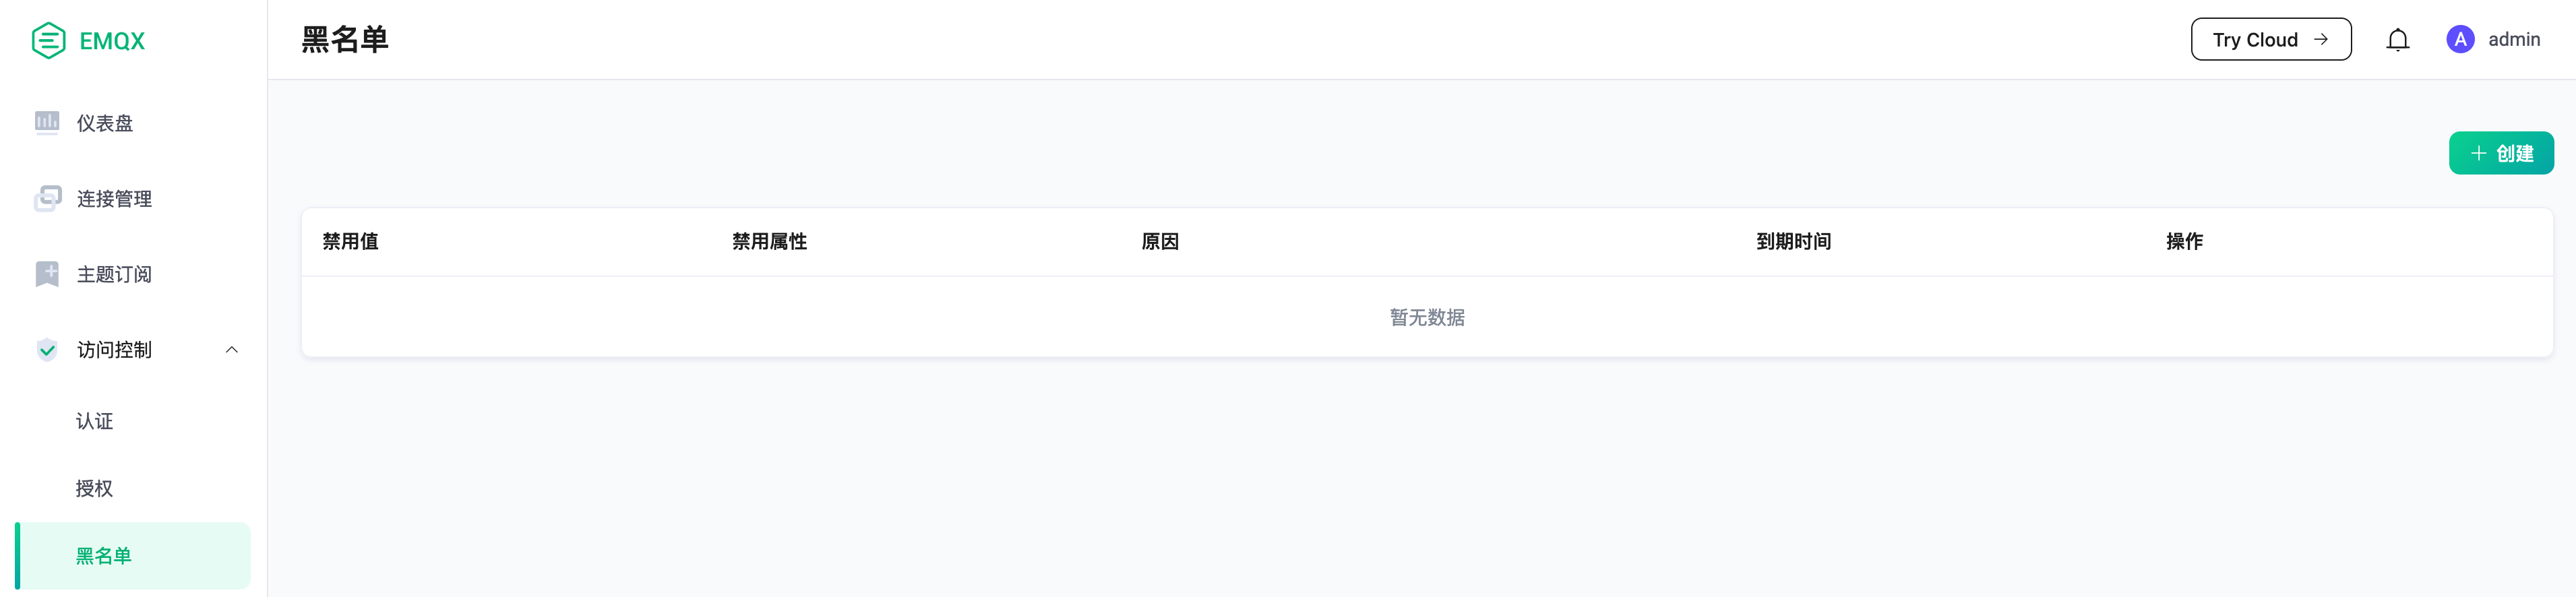 EMQX
仪表盘
连接管理
主题订阅
访问控制
认证
授权
黑名单
黑名单
Try Cloud →
A admin
+ 创建
禁用值 禁用属性 原因 到期时间 操作
暂无数据